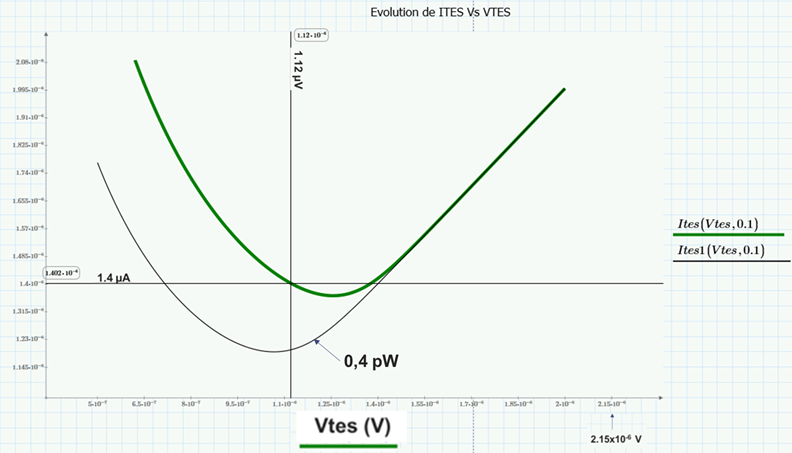 Evolution de ITES Vs VTES
1.12·10⁻⁶
1.12 µV
2.08·10⁻⁶
1.995·10⁻⁶
1.91·10⁻⁶
1.825·10⁻⁶
1.74·10⁻⁶
1.655·10⁻⁶
1.57·10⁻⁶
1.485·10⁻⁶
1.402·10⁻⁶
1.4 µA
1.4·10⁻⁶
1.315·10⁻⁶
1.23·10⁻⁶
1.145·10⁻⁶
Ites(Vtes,0.1)
Ites1(Vtes,0.1)
0,4 pW
5·10⁻⁷ 6.5·10⁻⁷ 8·10⁻⁷ 9.5·10⁻⁷ 1.1·10⁻⁶ 1.25·10⁻⁶ 1.4·10⁻⁶ 1.55·10⁻⁶ 1.7·10⁻⁶ 1.85·10⁻⁶ 2·10⁻⁶ 2.15·10⁻⁶
Vtes (V)
2.15x10⁻⁶ V